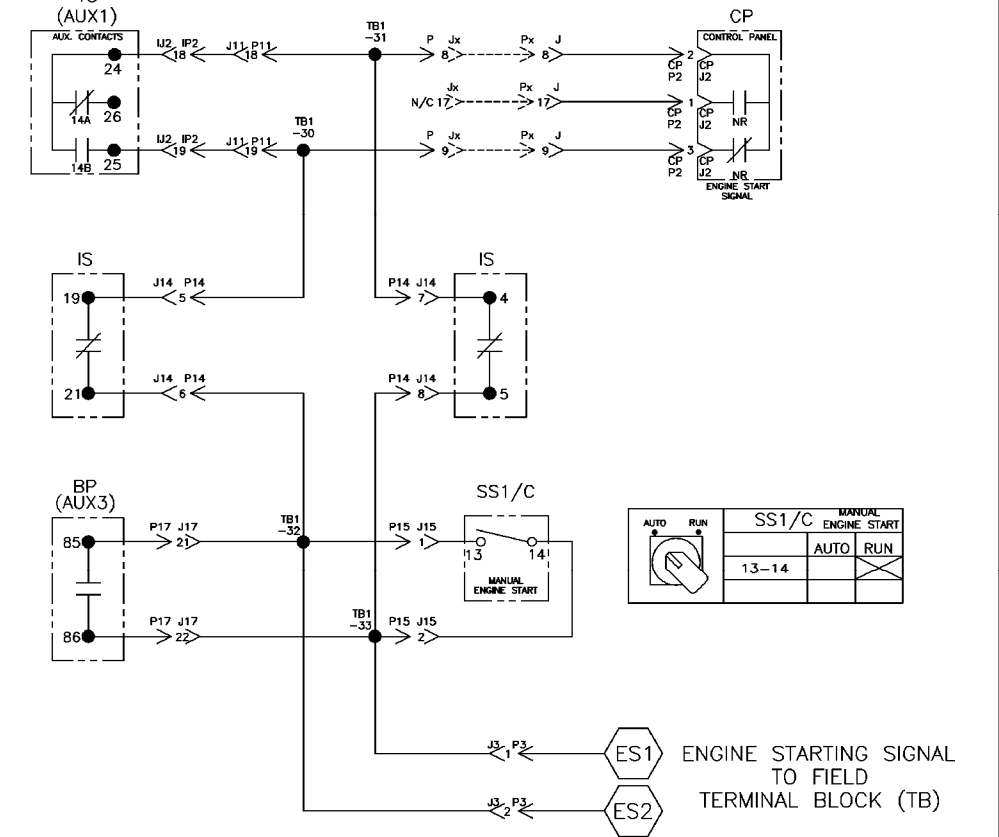 (AUX1)
AUX. CONTACTS
24
14A
26
14B
25
IJ2 IP2
18
J11 P11
18
TB1
-31
P Jx
8
Px J
8
CP
CONTROL PANEL
2
CP CP
P2 J2
Jx
N/C 17
Px J
17
1
CP CP
P2 J2
NR
IJ2 IP2
19
J11 P11
19
TB1
-30
P Jx
9
Px J
9
3
CP CP
P2 J2
NR
ENGINE START
SIGNAL
IS
19
21
J14 P14
5
J14 P14
6
IS
4
5
P14 J14
7
P14 J14
8
BP
(AUX3)
85
86
P17 J17
21
P17 J17
22
TB1
-32
TB1
-33
P15 J15
1
P15 J15
2
SS1/C
13
14
MANUAL
ENGINE START
AUTO RUN
SS1/C MANUAL
ENGINE START
AUTO RUN
13-14
J3 P3
1
ES1
J3 P3
2
ES2
ENGINE STARTING SIGNAL
TO FIELD
TERMINAL BLOCK (TB)